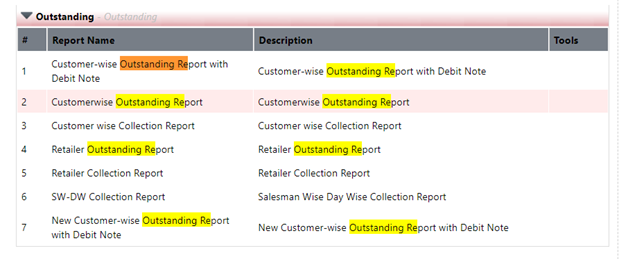 Outstanding - Outstanding
# Report Name Description Tools
1 Customer-wise Outstanding Report with Debit Note Customer-wise Outstanding Report with Debit Note
2 Customerwise Outstanding Report Customerwise Outstanding Report
3 Customer wise Collection Report Customer wise Collection Report
4 Retailer Outstanding Report Retailer Outstanding Report
5 Retailer Collection Report Retailer Collection Report
6 SW-DW Collection Report Salesman Wise Day Wise Collection Report
7 New Customer-wise Outstanding Report with Debit Note New Customer-wise Outstanding Report with Debit Note